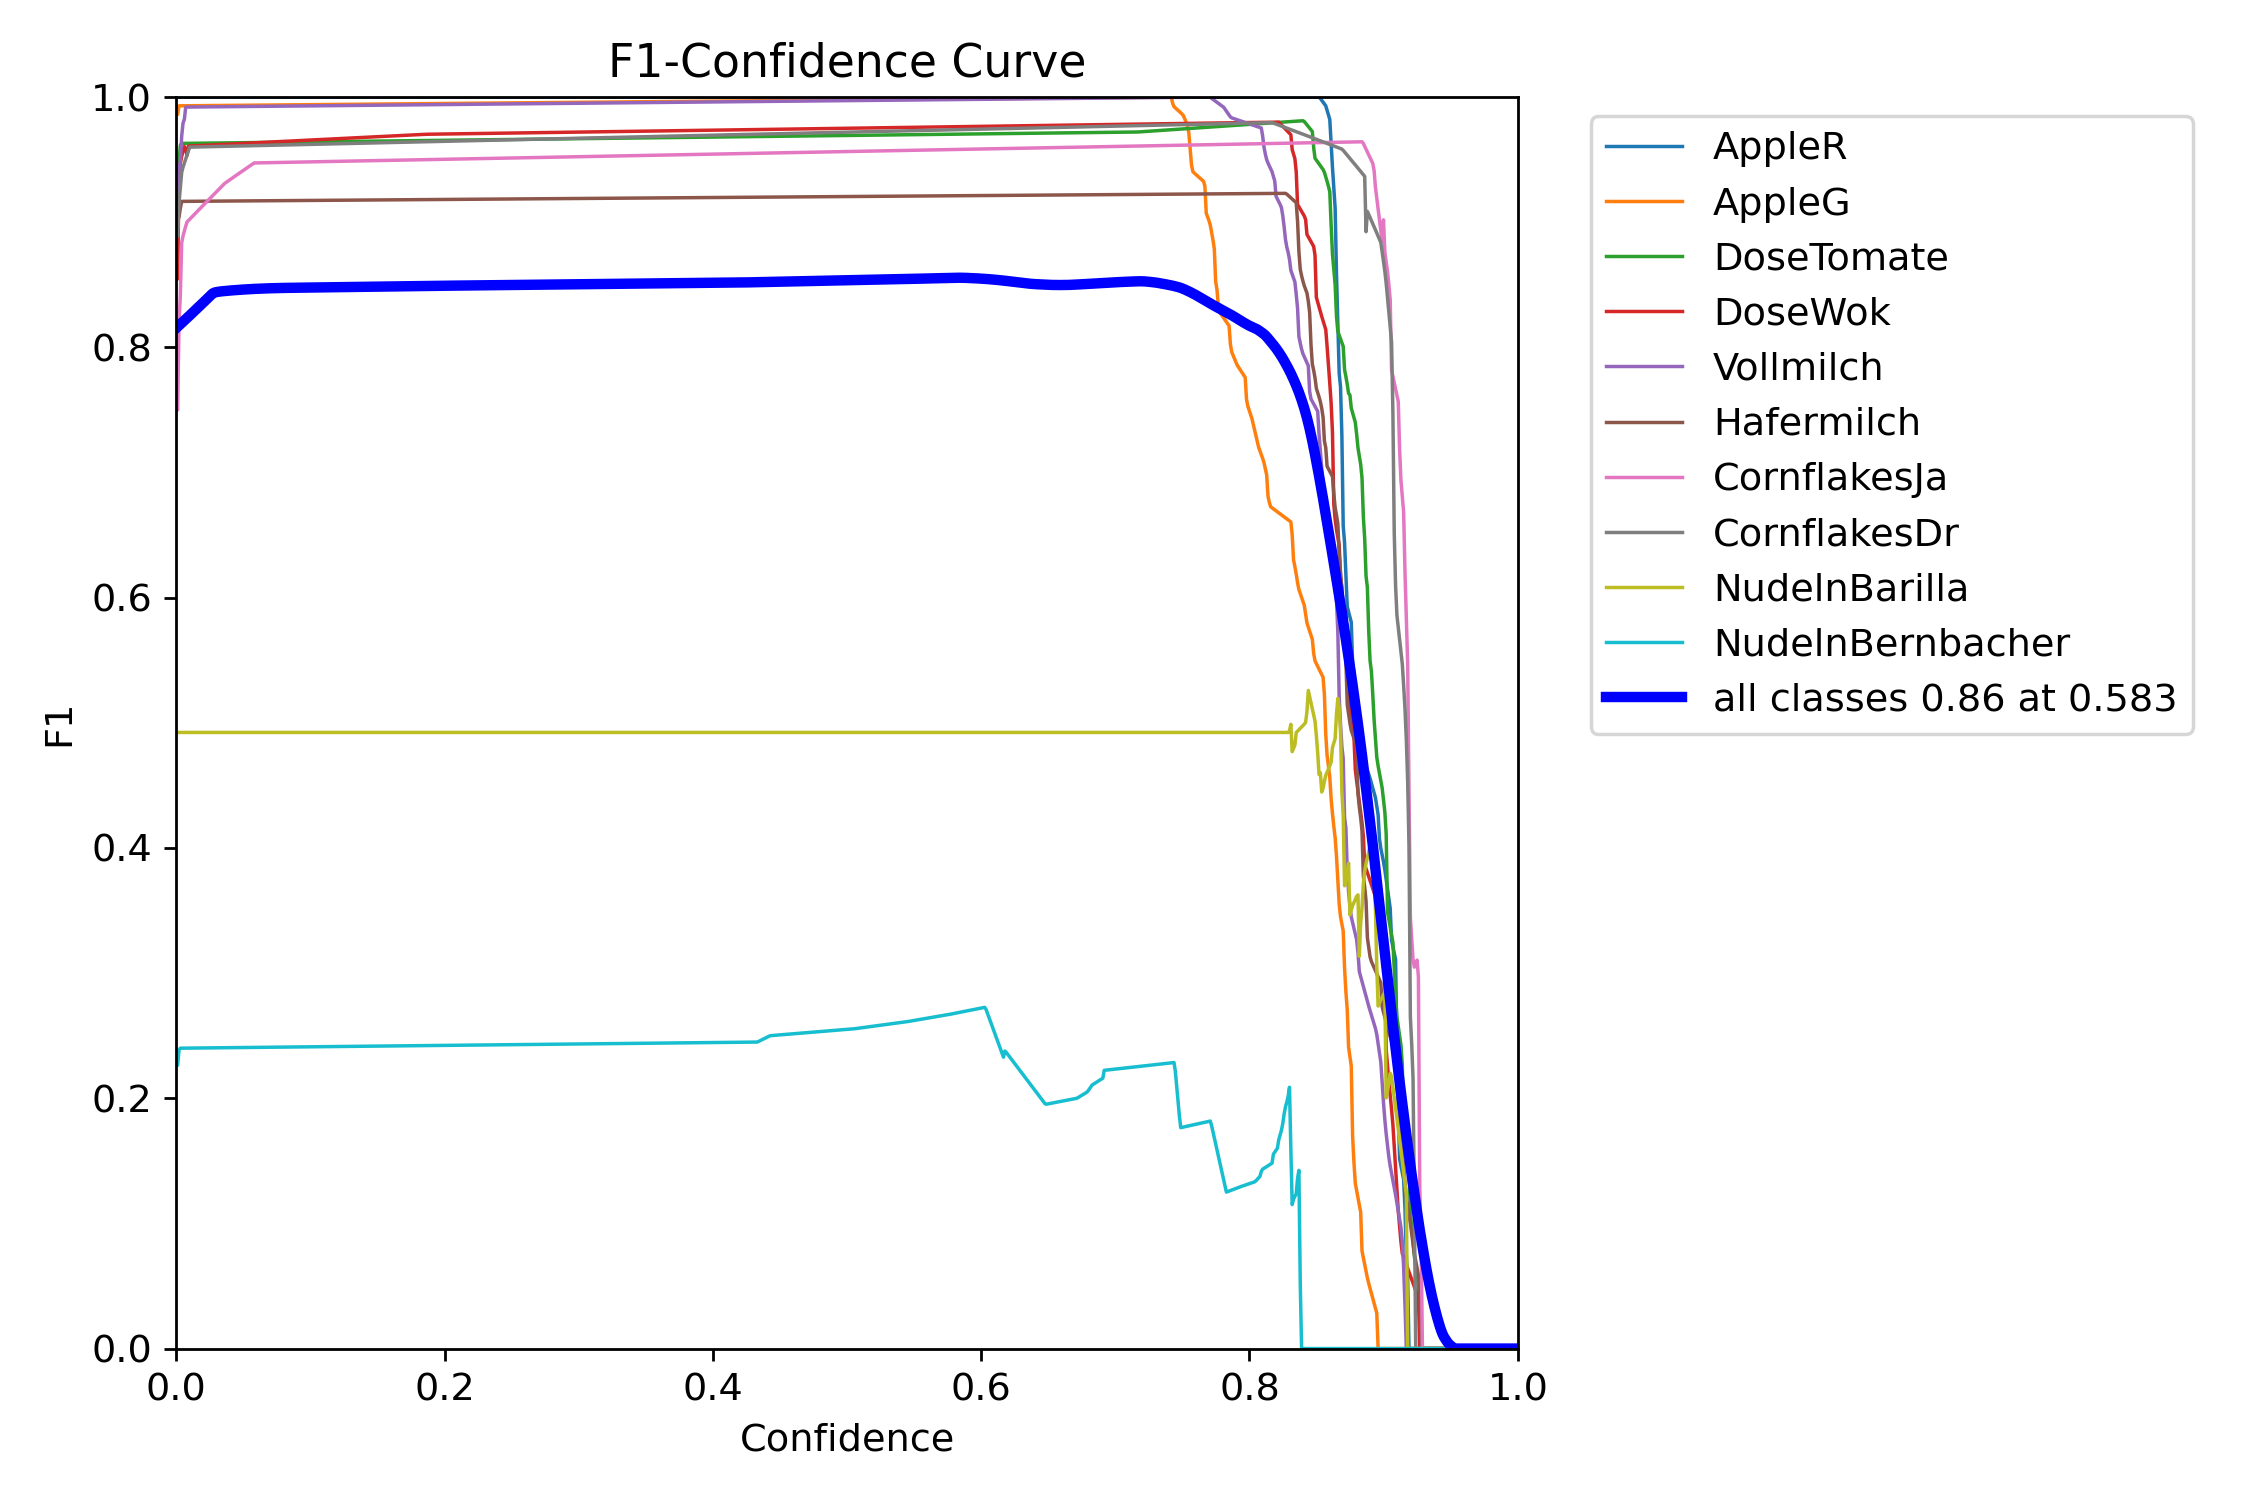 F1-Confidence Curve
1.0
0.8
0.6
0.4
0.2
0.0
F1
0.0 0.2 0.4 0.6 0.8 1.0
Confidence
AppleR
AppleG
DoseTomate
DoseWok
Vollmilch
Hafermilch
CornflakesJa
CornflakesDr
NudelnBarilla
NudelnBernbacher
all classes 0.86 at 0.583